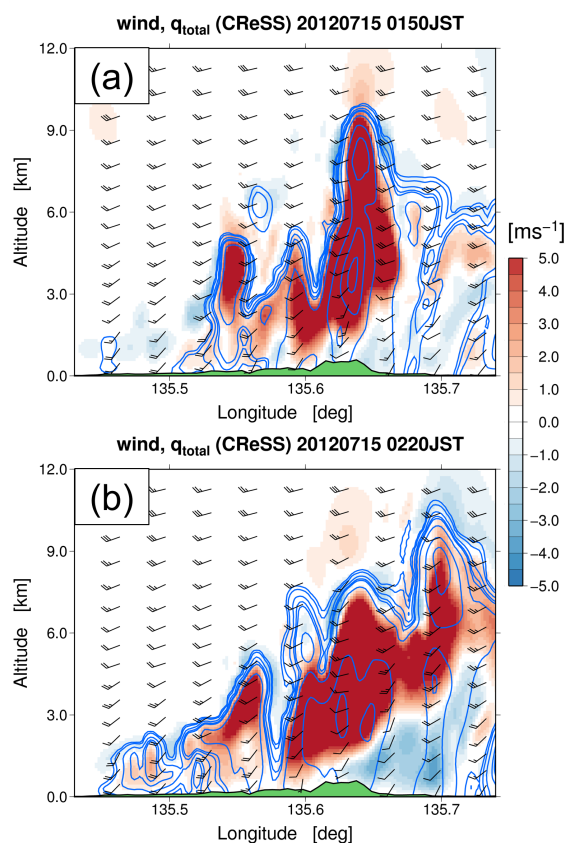 wind, qtotal (CReSS) 20120715 0150JST
(a)
12.0
9.0
6.0
3.0
0.0
Altitude [km]
135.5 135.6 135.7
Longitude [deg]
wind, qtotal (CReSS) 20120715 0220JST
(b)
12.0
9.0
6.0
3.0
0.0
Altitude [km]
135.5 135.6 135.7
Longitude [deg]
[ms−1]
5.0
4.0
3.0
2.0
1.0
0.0
−1.0
−2.0
−3.0
−4.0
−5.0